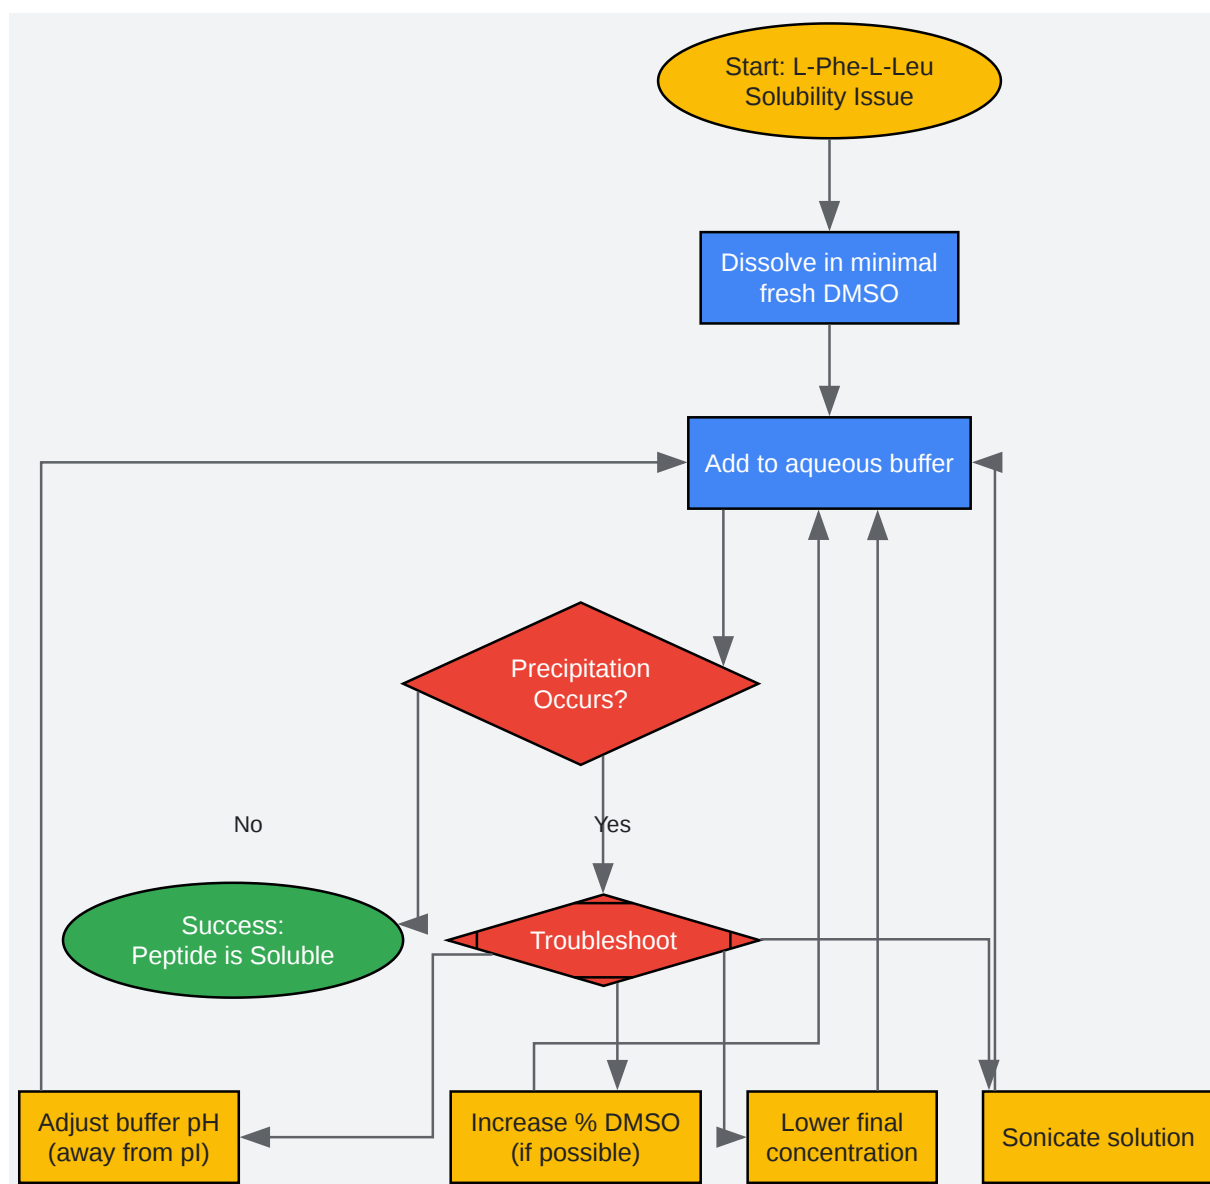 Start: L-Phe-L-Leu
Solubility Issue
Dissolve in minimal
fresh DMSO
Add to aqueous buffer
Precipitation
Occurs?
No
Yes
Success:
Peptide is Soluble
Troubleshoot
Adjust buffer pH
(away from pI)
Increase % DMSO
(if possible)
Lower final
concentration
Sonicate solution